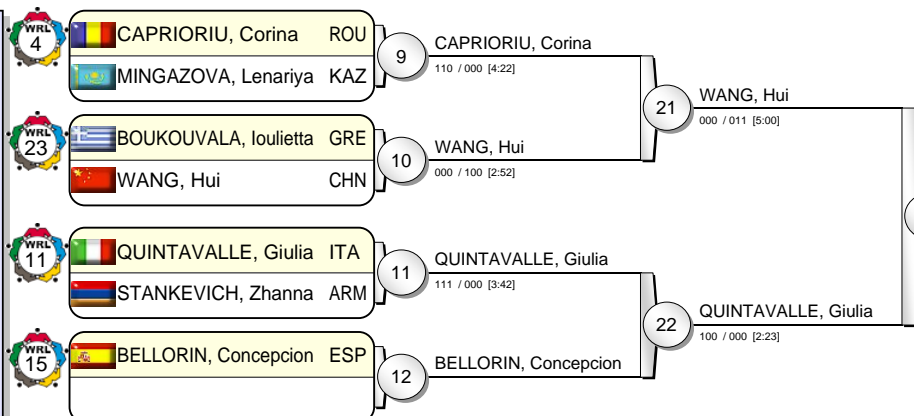 WRL
4
CAPRIORIU, Corina ROU
MINGAZOVA, Lenariya KAZ
9
CAPRIORIU, Corina
110 / 000 [4:22]
21
WANG, Hui
000 / 011 [5:00]
WRL
23
BOUKOUVALA, Ioulietta GRE
WANG, Hui CHN
10
WANG, Hui
000 / 100 [2:52]
WRL
11
QUINTAVALLE, Giulia ITA
STANKEVICH, Zhanna ARM
11
QUINTAVALLE, Giulia
111 / 000 [3:42]
22
QUINTAVALLE, Giulia
100 / 000 [2:23]
WRL
15
BELLORIN, Concepcion ESP
12
BELLORIN, Concepcion